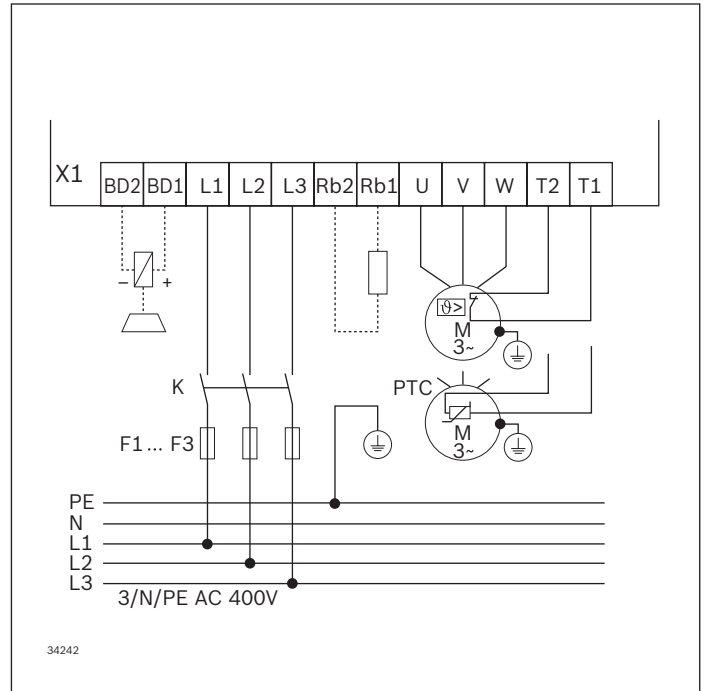 X1
BD2 BD1 L1 L2 L3 Rb2 Rb1 U V W T2 T1
– +
ϑ>
M
3~
K
PTC
F1 ... F3
M
3~
PE
N
L1
L2
L3
3/N/PE AC 400V
34242